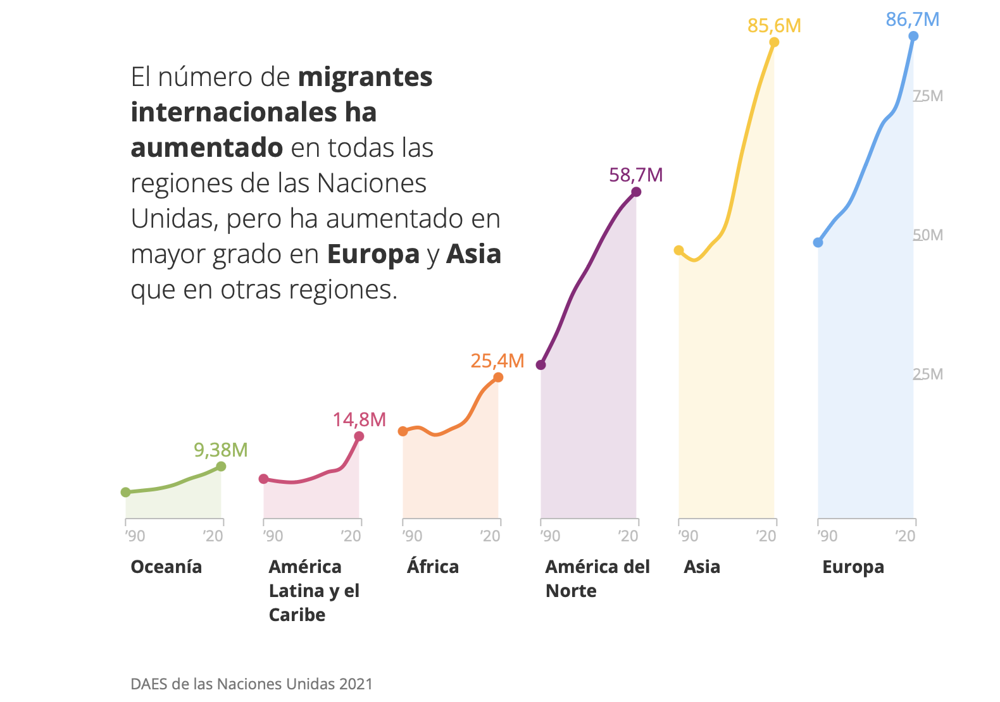 El número de migrantes
internacionales ha
aumentado en todas las
regiones de las Naciones
Unidas, pero ha aumentado en
mayor grado en Europa y Asia
que en otras regiones.
9,38M
14,8M
25,4M
58,7M
85,6M
86,7M
75M
50M
25M
’90 ’20
’90 ’20
’90 ’20
’90 ’20
’90 ’20
’90 ’20
Oceanía
América
Latina y el
Caribe
África
América del
Norte
Asia
Europa
DAES de las Naciones Unidas 2021